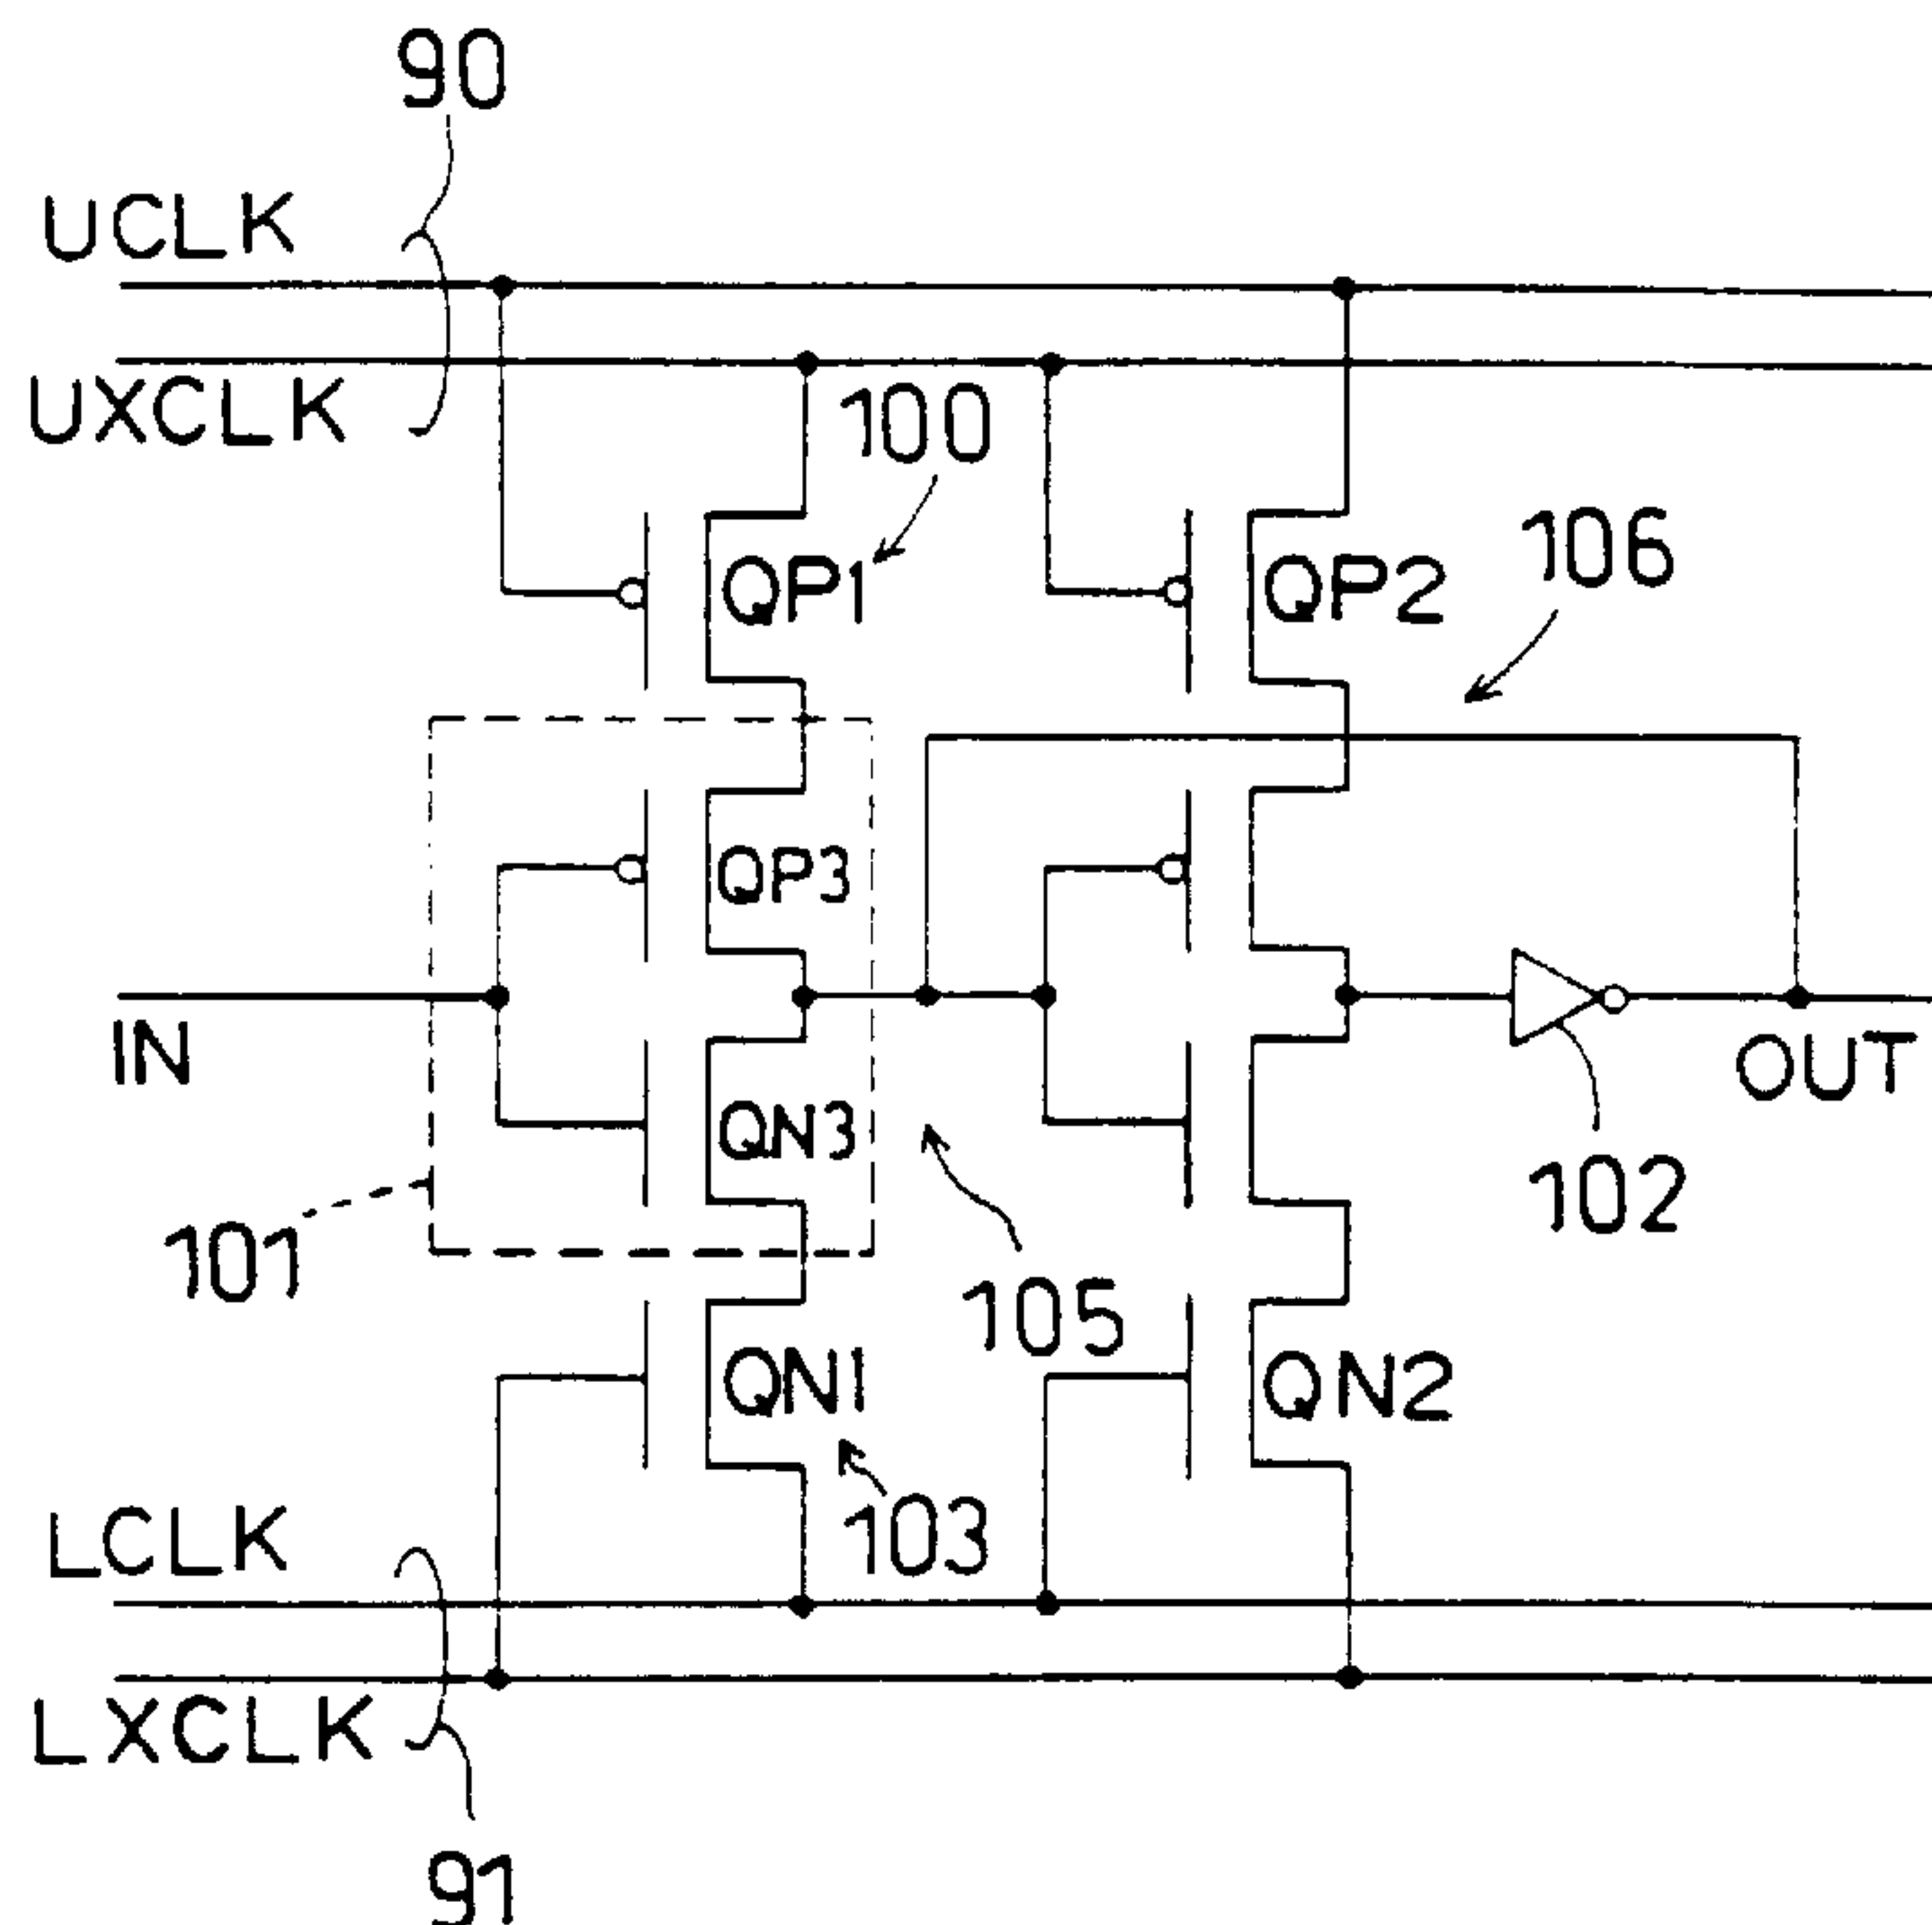 90
UCLK
UXCLK
100
QP1
QP2
106
QP3
IN
OUT
QN3
102
101
105
QN1
QN2
103
LCLK
LXCLK
91